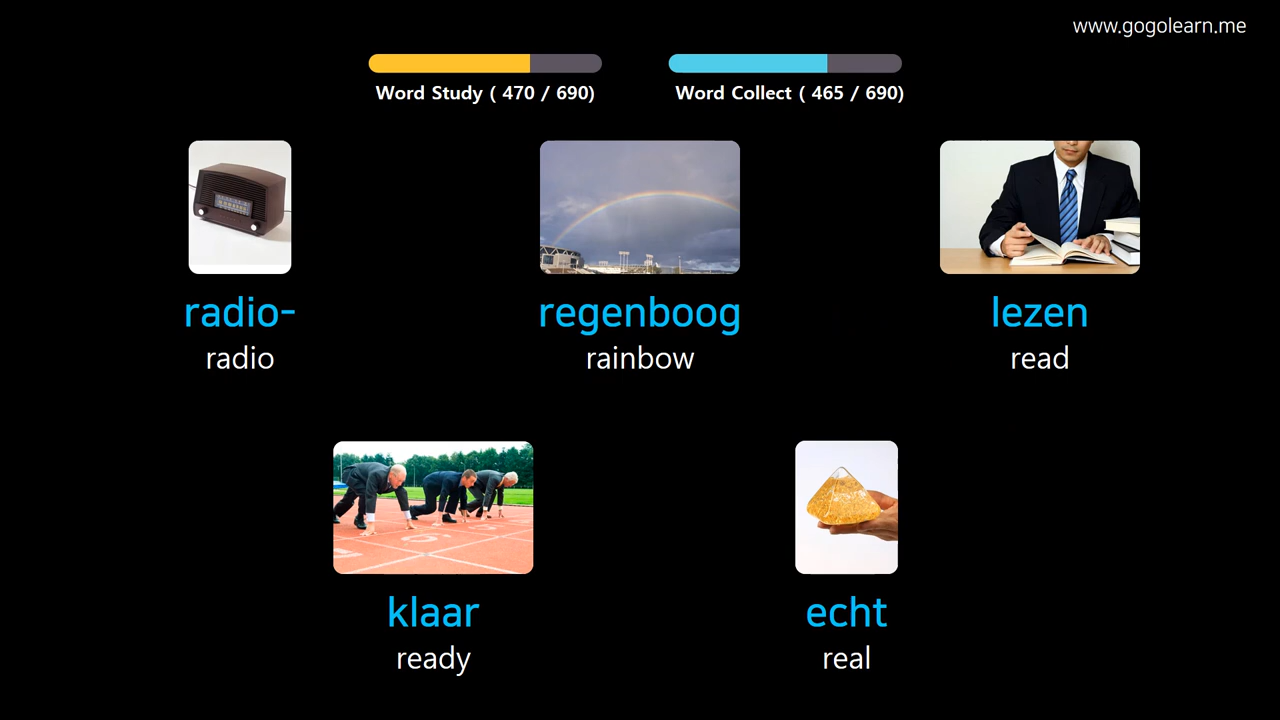 www.gogolearn.me
Word Study ( 470 / 690)
Word Collect ( 465 / 690)
radio-
radio
regenboog
rainbow
lezen
read
klaar
ready
echt
real